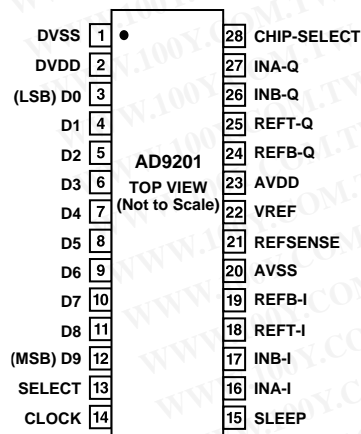 DVSS 1 28 CHIP-SELECT
DVDD 2 27 INA-Q
(LSB) D0 3 26 INB-Q
D1 4 25 REFT-Q
D2 5 24 REFB-Q
D3 6 AD9201 23 AVDD
TOP VIEW
D4 7 (Not to Scale) 22 VREF
D5 8 21 REFSENSE
D6 9 20 AVSS
D7 10 19 REFB-I
D8 11 18 REFT-I
(MSB) D9 12 17 INB-I
SELECT 13 16 INA-I
CLOCK 14 15 SLEEP